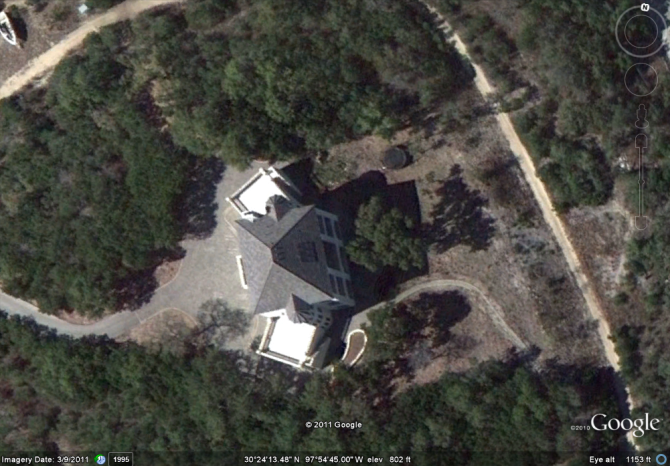 N
© 2011 Google
©2010 Google
Imagery Date: 3/9/2011 1995 30°24'13.48" N 97°54'45.00" W elev 802 ft Eye alt 1153 ft